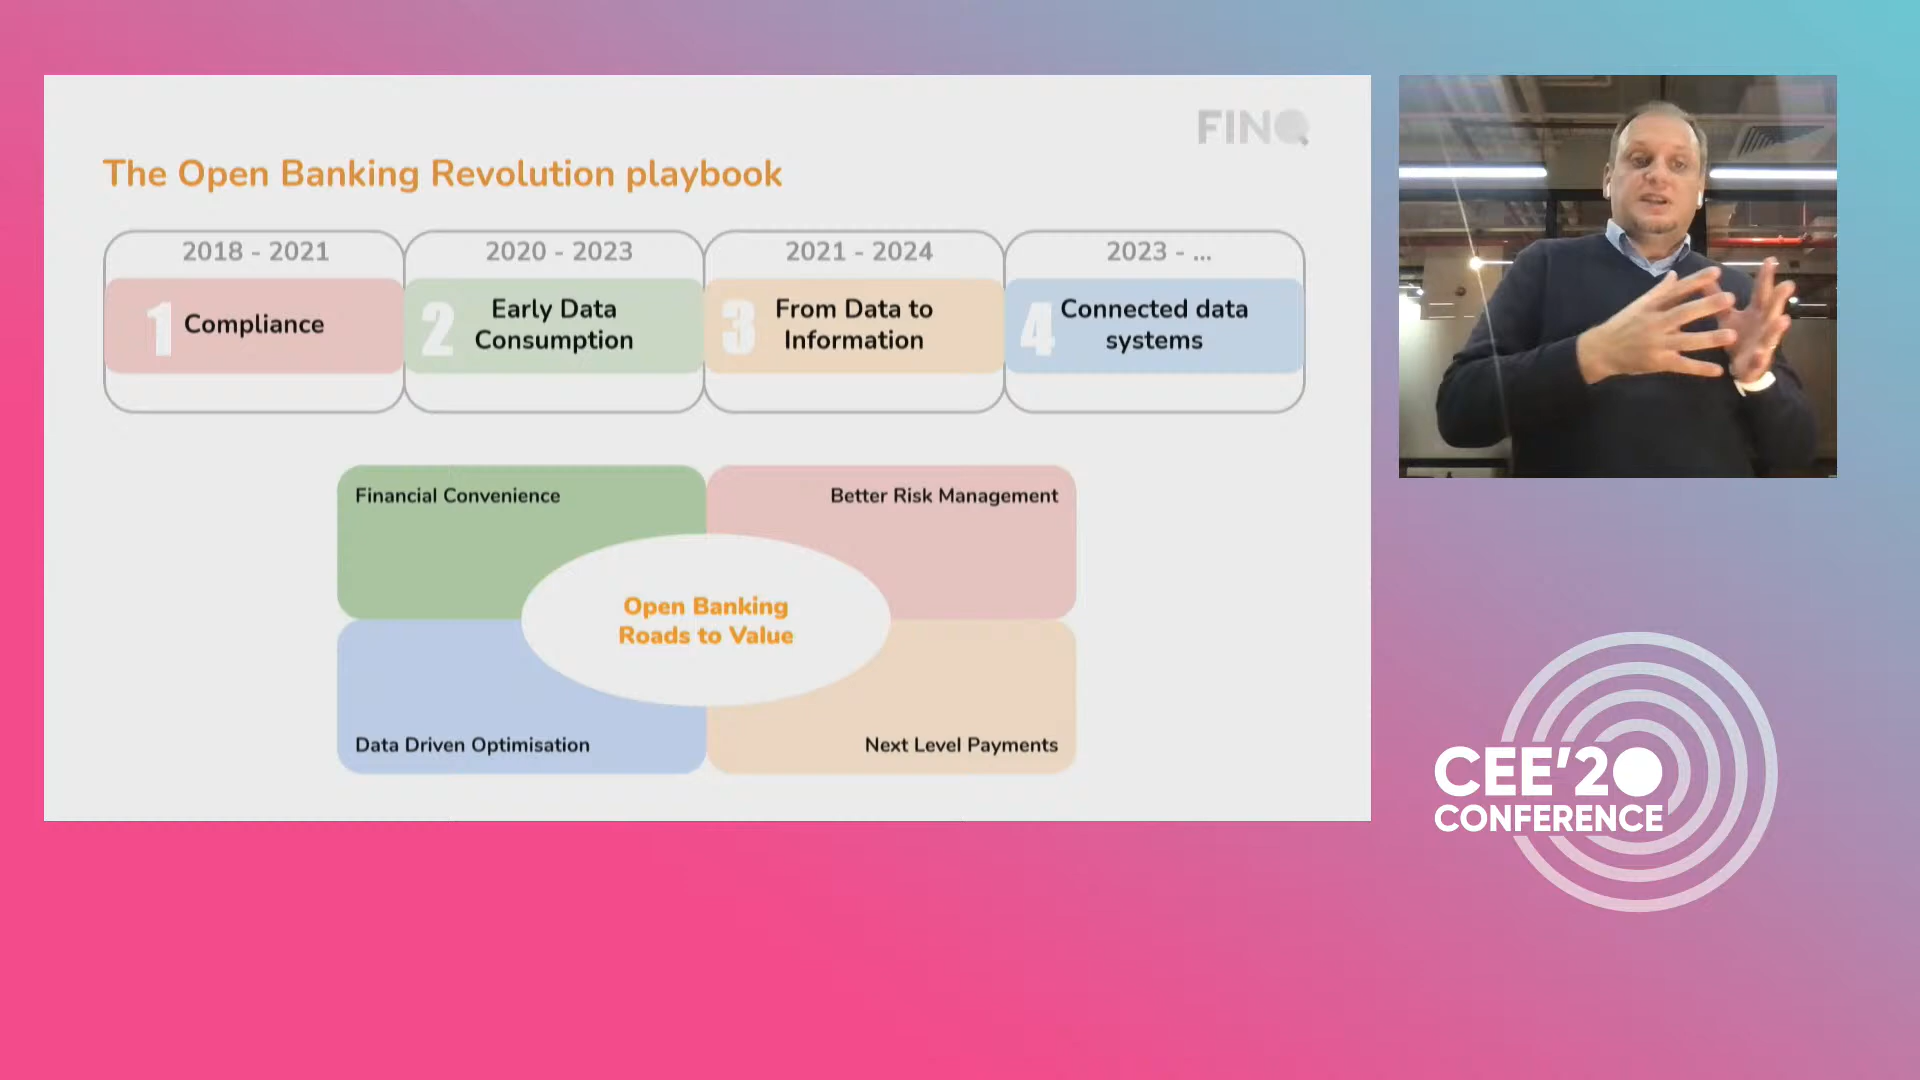 FINQ
The Open Banking Revolution playbook
2018 - 2021
2020 - 2023
2021 - 2024
2023 - ...
1 Compliance
2 Early Data
Consumption
3 From Data to
Information
4 Connected data
systems
Financial Convenience
Better Risk Management
Open Banking
Roads to Value
Data Driven Optimisation
Next Level Payments
CEE'20
CONFERENCE